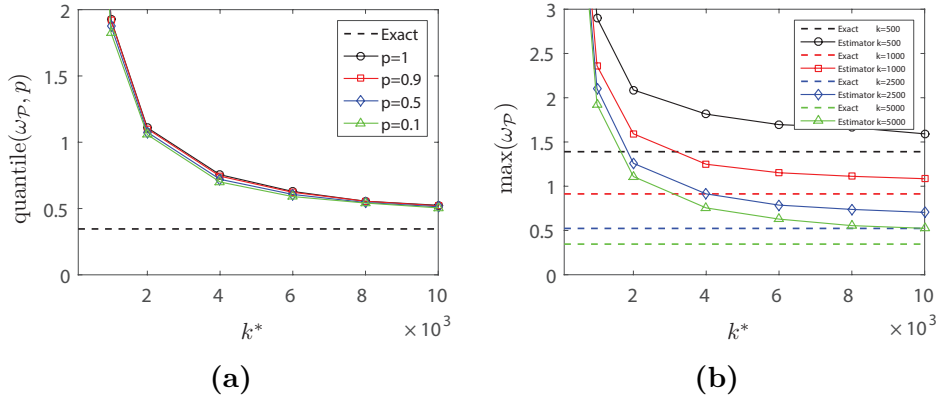 2
1.5
1
0.5
0
quantile(ω_P, p)
Exact
p=1
p=0.9
p=0.5
p=0.1
2 4 6 8 10
k* × 10³
(a)
3
2.5
2
1.5
1
0.5
0
max(ω_P)
Exact k=500
Estimator k=500
Exact k=1000
Estimator k=1000
Exact k=2500
Estimator k=2500
Exact k=5000
Estimator k=5000
2 4 6 8 10
k* × 10³
(b)